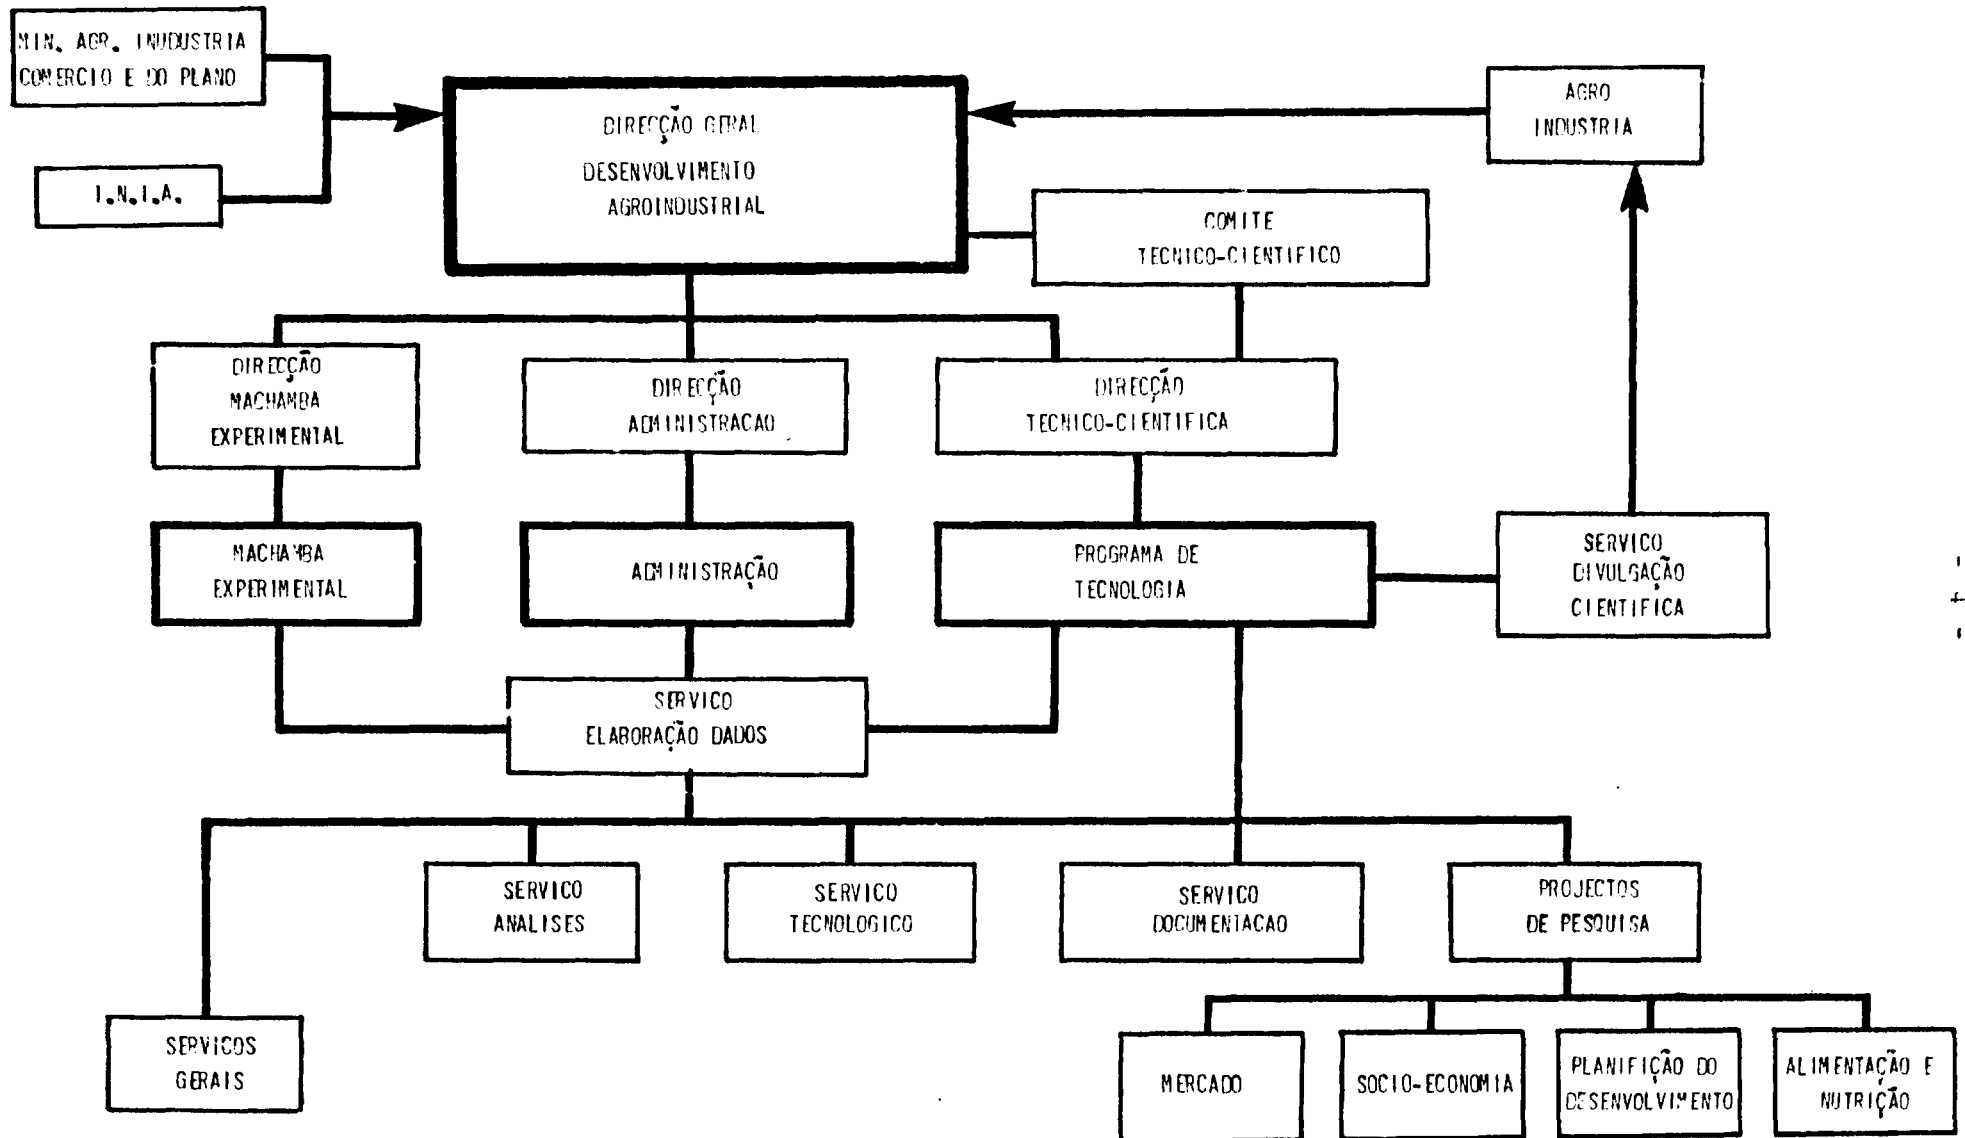 MIN. AGR. INUDUSTRIA
COMERCIO E DO PLANO
I.N.I.A.
DIRECÇÃO GERAL
DESENVOLVIMENTO
AGROINDUSTRIAL
AGRO
INDUSTRIA
COMITE
TECNICO-CIENTIFICO
DIRECÇÃO
MACHAMBA
EXPERIMENTAL
DIRECÇÃO
ADMINISTRACAO
DIRECÇÃO
TECNICO-CIENTIFICA
MACHAMBA
EXPERIMENTAL
ADMINISTRAÇÃO
PROGRAMA DE
TECNOLOGIA
SERVICO
DIVULGAÇÃO
CIENTIFICA
SERVICO
ELABORAÇÃO DADOS
SERVICO
ANALISES
SERVICO
TECNOLOGICO
SERVICO
DOCUMENTACAO
PROJECTOS
DE PESQUISA
SERVICOS
GERAIS
MERCADO
SOCIO-ECONOMIA
PLANIFIÇÃO DO
DESENVOLVIMENTO
ALIMENTAÇÃO E
NUTRIÇÃO